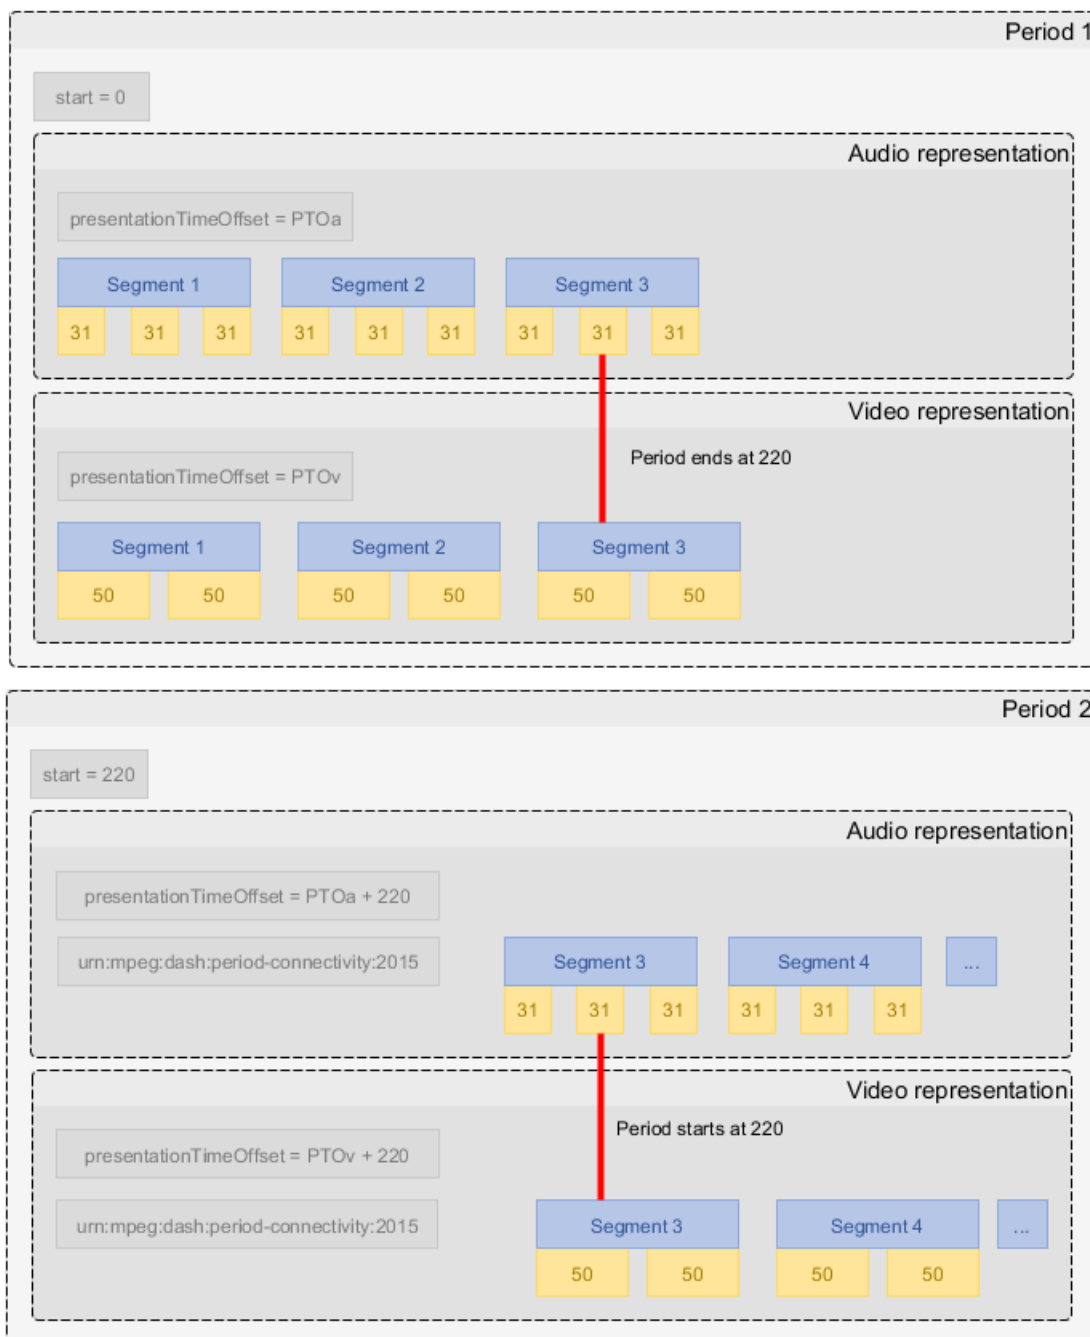 Period 1
start = 0
Audio representation
presentationTimeOffset = PTOa
Segment 1 Segment 2 Segment 3
31 31 31 31 31 31 31 31 31
Video representation
Period ends at 220
presentationTimeOffset = PTOv
Segment 1 Segment 2 Segment 3
50 50 50 50 50 50
Period 2
start = 220
Audio representation
presentationTimeOffset = PTOa + 220
urn:mpeg:dash:period-connectivity:2015 Segment 3 Segment 4 ...
31 31 31 31 31 31
Video representation
Period starts at 220
presentationTimeOffset = PTOv + 220
urn:mpeg:dash:period-connectivity:2015 Segment 3 Segment 4 ...
50 50 50 50